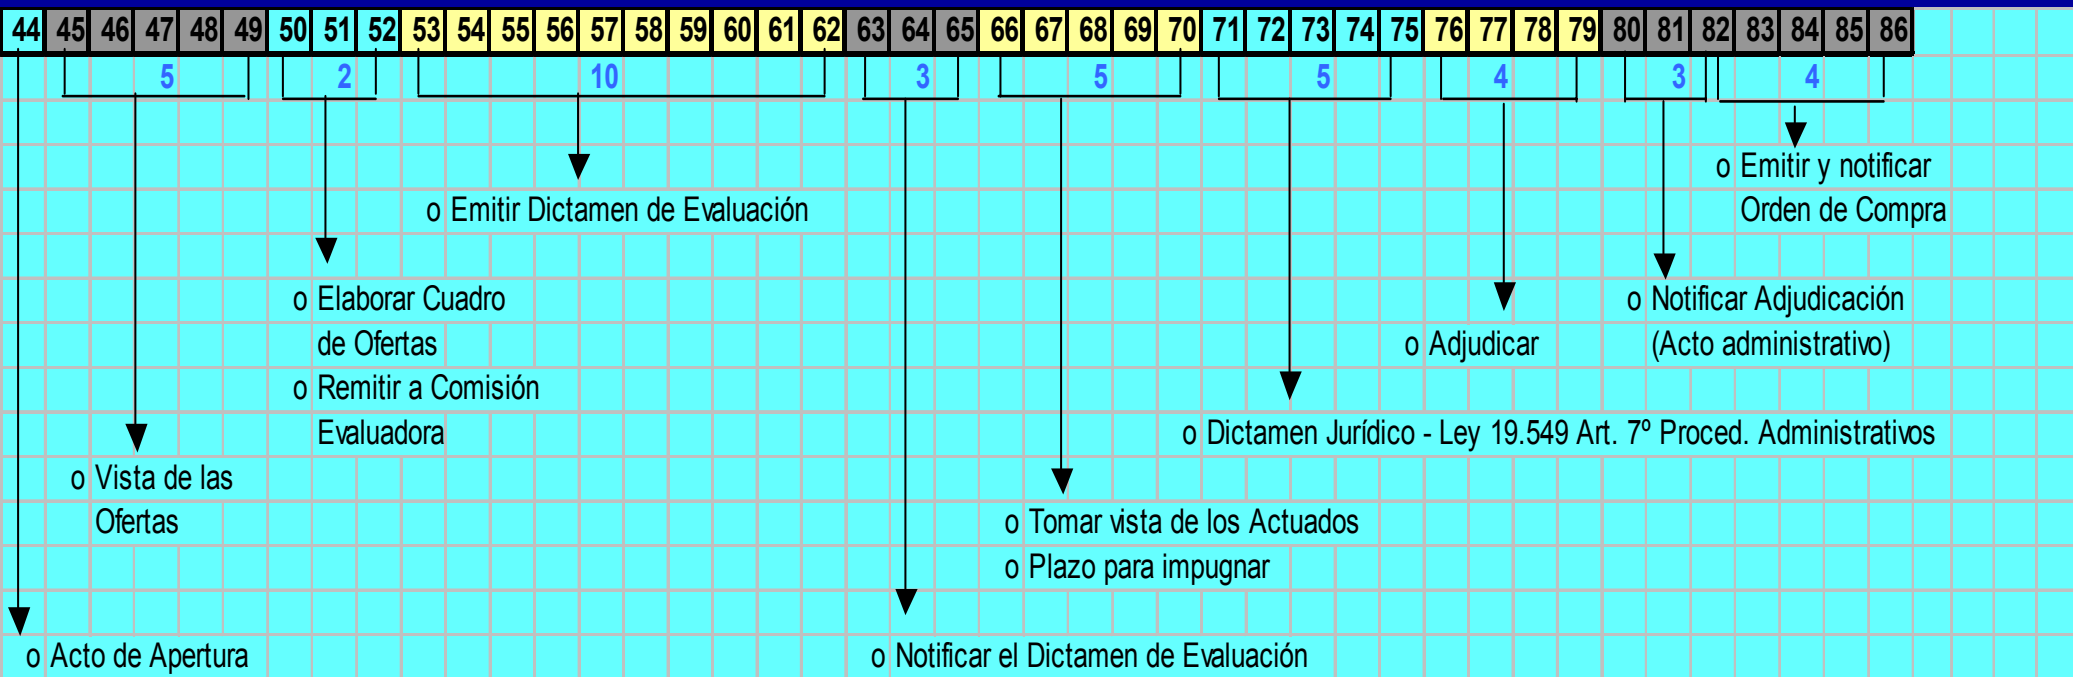 44 45 46 47 48 49 50 51 52 53 54 55 56 57 58 59 60 61 62 63 64 65 66 67 68 69 70 71 72 73 74 75 76 77 78 79 80 81 82 83 84 85 86
5 2 10 3 5 5 4 3 4
o Emitir y notificar
Orden de Compra
o Emitir Dictamen de Evaluación
o Elaborar Cuadro
de Ofertas
o Remitir a Comisión
Evaluadora
o Notificar Adjudicación
(Acto administrativo)
o Adjudicar
o Dictamen Jurídico - Ley 19.549 Art. 7º Proced. Administrativos
o Vista de las
Ofertas
o Tomar vista de los Actuados
o Plazo para impugnar
o Acto de Apertura
o Notificar el Dictamen de Evaluación